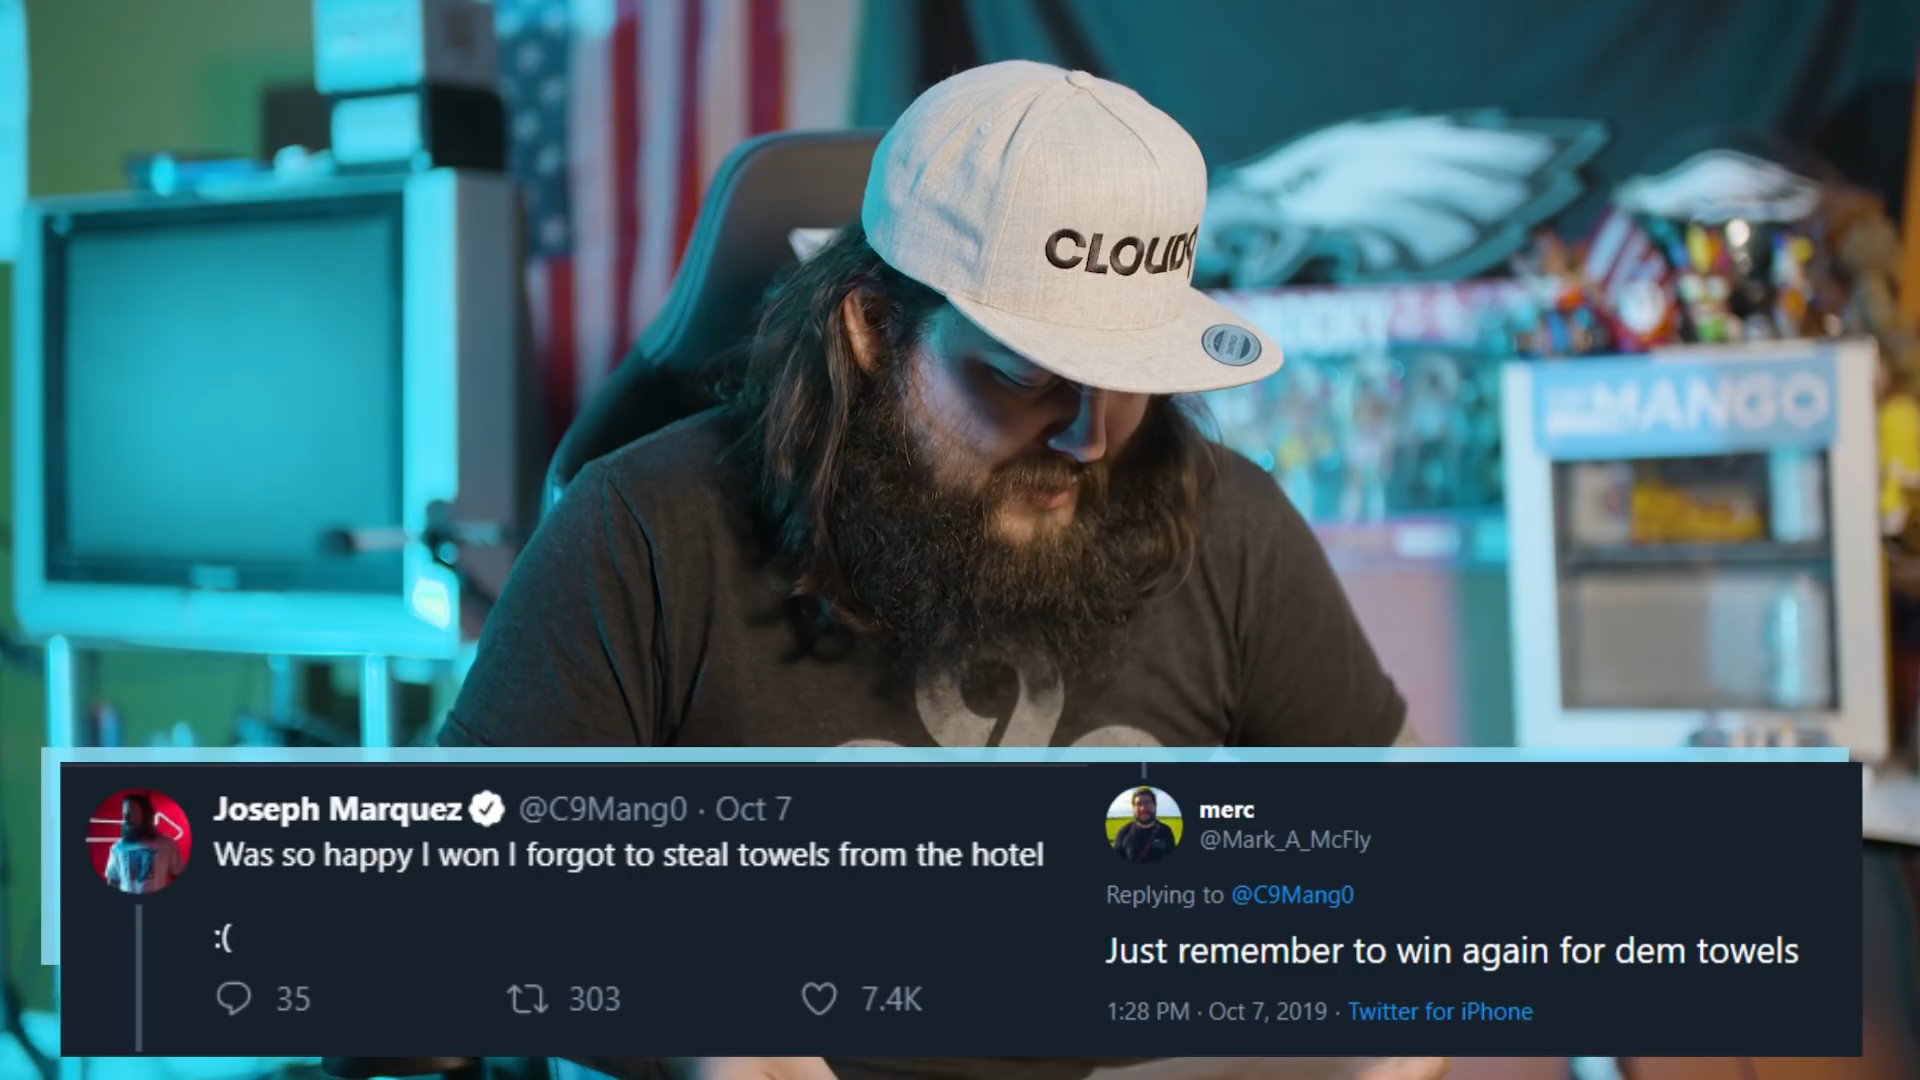 CLOUD9
MANGO
Joseph Marquez @C9Mang0 · Oct 7
Was so happy I won I forgot to steal towels from the hotel
:(
35 303 7.4K
merc
@Mark_A_McFly
Replying to @C9Mang0
Just remember to win again for dem towels
1:28 PM · Oct 7, 2019 · Twitter for iPhone